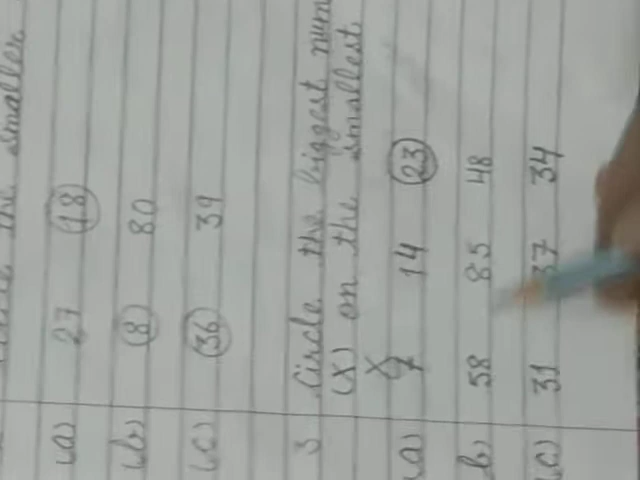 the smaller
(a) 27 18
(b) 8 80
(c) 36 39
3 Circle the biggest num
(X) on the smallest.
(a) 7 14 23
b) 58 85 48
(c) 31 37 34